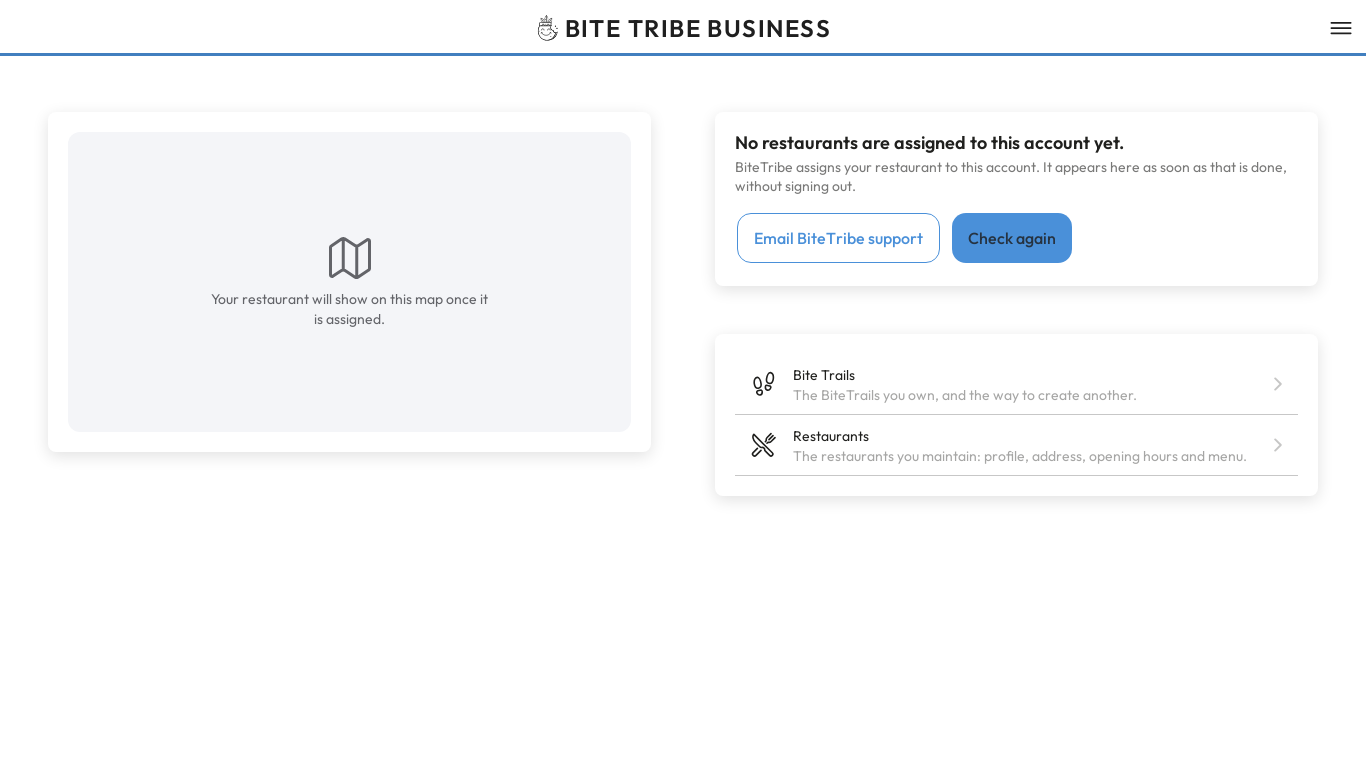 BITE TRIBE BUSINESS
Your restaurant will show on this map once it
is assigned.
No restaurants are assigned to this account yet.
BiteTribe assigns your restaurant to this account. It appears here as soon as that is done,
without signing out.
Email BiteTribe support
Check again
Bite Trails
The BiteTrails you own, and the way to create another.
Restaurants
The restaurants you maintain: profile, address, opening hours and menu.